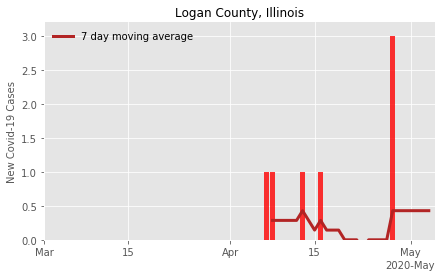 Logan County, Illinois
7 day moving average
New Covid-19 Cases
3.0
2.5
2.0
1.5
1.0
0.5
0.0
Mar 15 Apr 15 May
2020-May